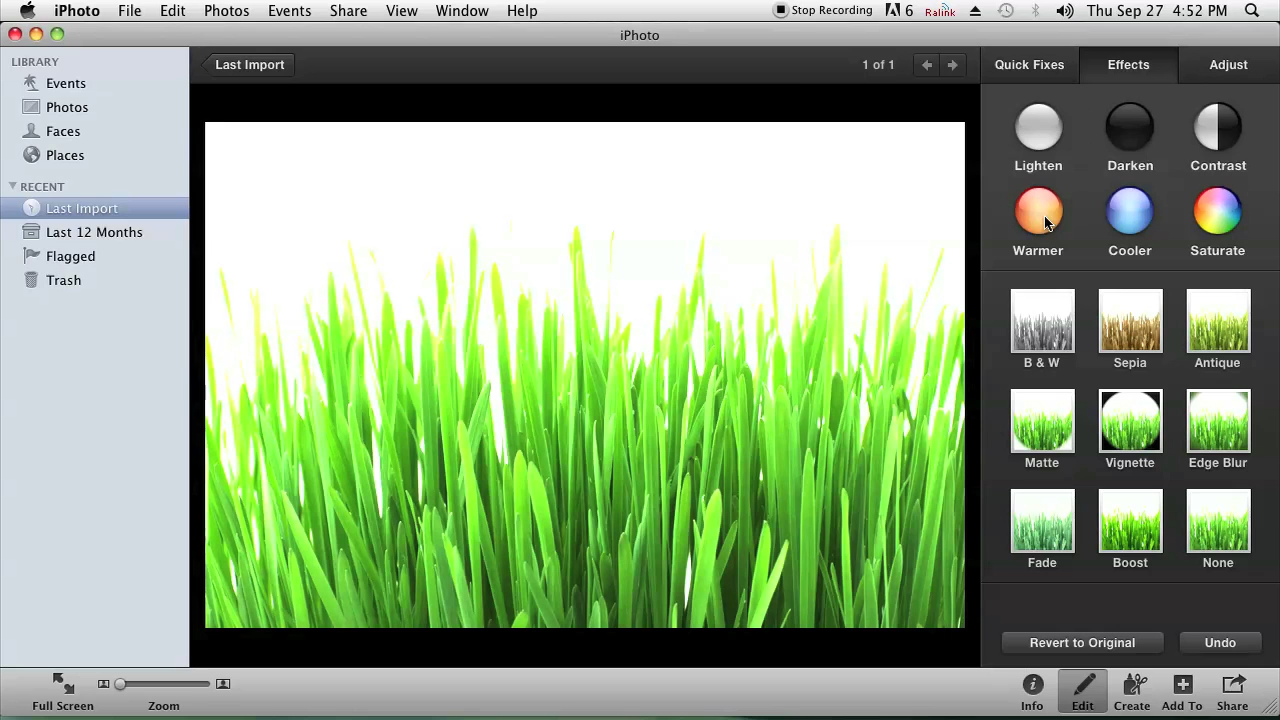 iPhoto File Edit Photos Events Share View Window Help Stop Recording 6 Ralink Thu Sep 27 4:52 PM
iPhoto
LIBRARY
Events
Photos
Faces
Places
RECENT
Last Import
Last 12 Months
Flagged
Trash
Last Import 1 of 1
Quick Fixes Effects Adjust
Lighten Darken Contrast
Warmer Cooler Saturate
B & W Sepia Antique
Matte Vignette Edge Blur
Fade Boost None
Revert to Original Undo
Full Screen Zoom Info Edit Create Add To Share